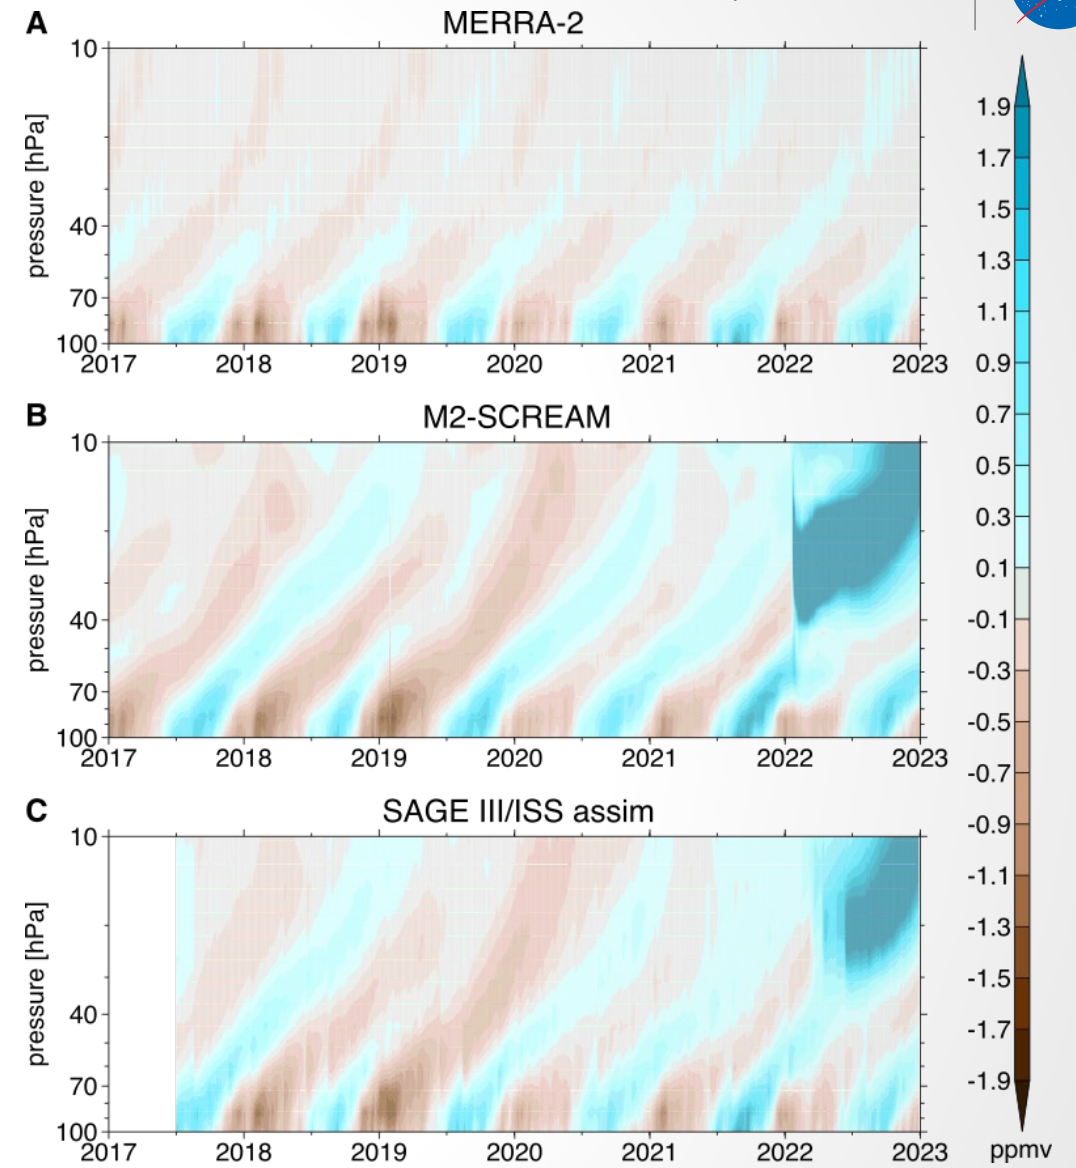 A
MERRA-2
pressure [hPa]
10
40
70
100
2017 2018 2019 2020 2021 2022 2023
B
M2-SCREAM
pressure [hPa]
10
40
70
100
2017 2018 2019 2020 2021 2022 2023
C
SAGE III/ISS assim
pressure [hPa]
10
40
70
100
2017 2018 2019 2020 2021 2022 2023
1.9
1.7
1.5
1.3
1.1
0.9
0.7
0.5
0.3
0.1
-0.1
-0.3
-0.5
-0.7
-0.9
-1.1
-1.3
-1.5
-1.7
-1.9
ppmv